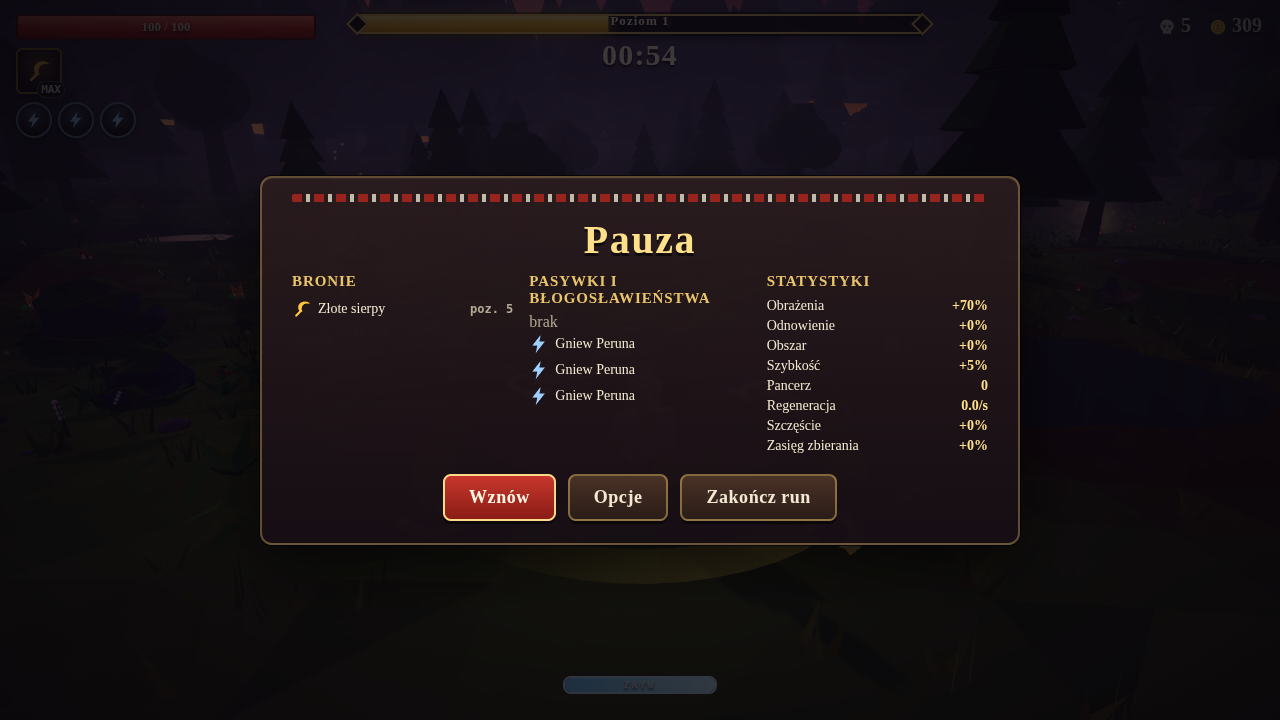 100 / 100
Poziom 1
5
309
00:54
MAX
Pauza
BRONIE
Złote sierpy
poz. 5
PASYWKI I
BŁOGOSŁAWIEŃSTWA
brak
Gniew Peruna
Gniew Peruna
Gniew Peruna
STATYSTYKI
Obrażenia +70%
Odnowienie +0%
Obszar +0%
Szybkość +5%
Pancerz 0
Regeneracja 0.0/s
Szczęście +0%
Zasięg zbierania +0%
Wznów
Opcje
Zakończ run